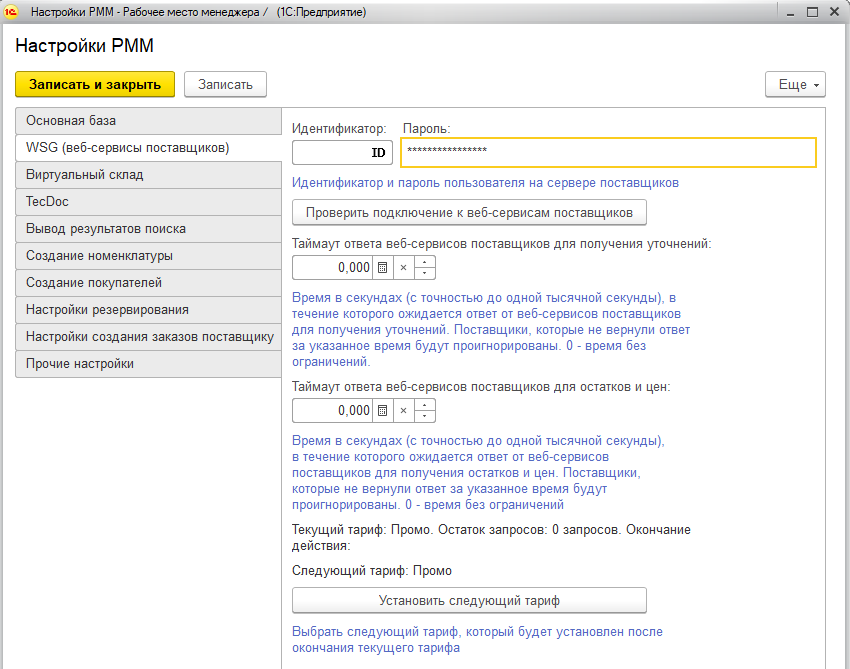 Настройки РММ - Рабочее место менеджера / (1С:Предприятие)
Настройки РММ
Записать и закрыть
Записать
Еще
Основная база
WSG (веб-сервисы поставщиков)
Виртуальный склад
TecDoc
Вывод результатов поиска
Создание номенклатуры
Создание покупателей
Настройки резервирования
Настройки создания заказов поставщику
Прочие настройки
Идентификатор: Пароль:
ID ****************
Идентификатор и пароль пользователя на сервере поставщиков
Проверить подключение к веб-сервисам поставщиков
Таймаут ответа веб-сервисов поставщиков для получения уточнений:
0,000
Время в секундах (с точностью до одной тысячной секунды), в
течение которого ожидается ответ от веб-сервисов поставщиков
для получения уточнений. Поставщики, которые не вернули ответ
за указанное время будут проигнорированы. 0 - время без
ограничений.
Таймаут ответа веб-сервисов поставщиков для остатков и цен:
0,000
Время в секундах (с точностью до одной тысячной секунды),
в течение которого ожидается ответ от веб-сервисов
поставщиков для получения остатков и цен. Поставщики,
которые не вернули ответ за указанное время будут
проигнорированы. 0 - время без ограничений
Текущий тариф: Промо. Остаток запросов: 0 запросов. Окончание
действия:
Следующий тариф: Промо
Установить следующий тариф
Выбрать следующий тариф, который будет установлен после
окончания текущего тарифа